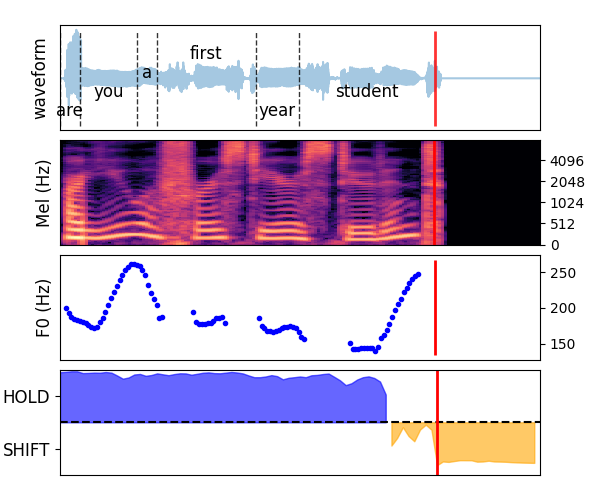 waveform
are
you
a
first
year
student
Mel (Hz)
4096
2048
1024
512
0
F0 (Hz)
250
200
150
HOLD
SHIFT